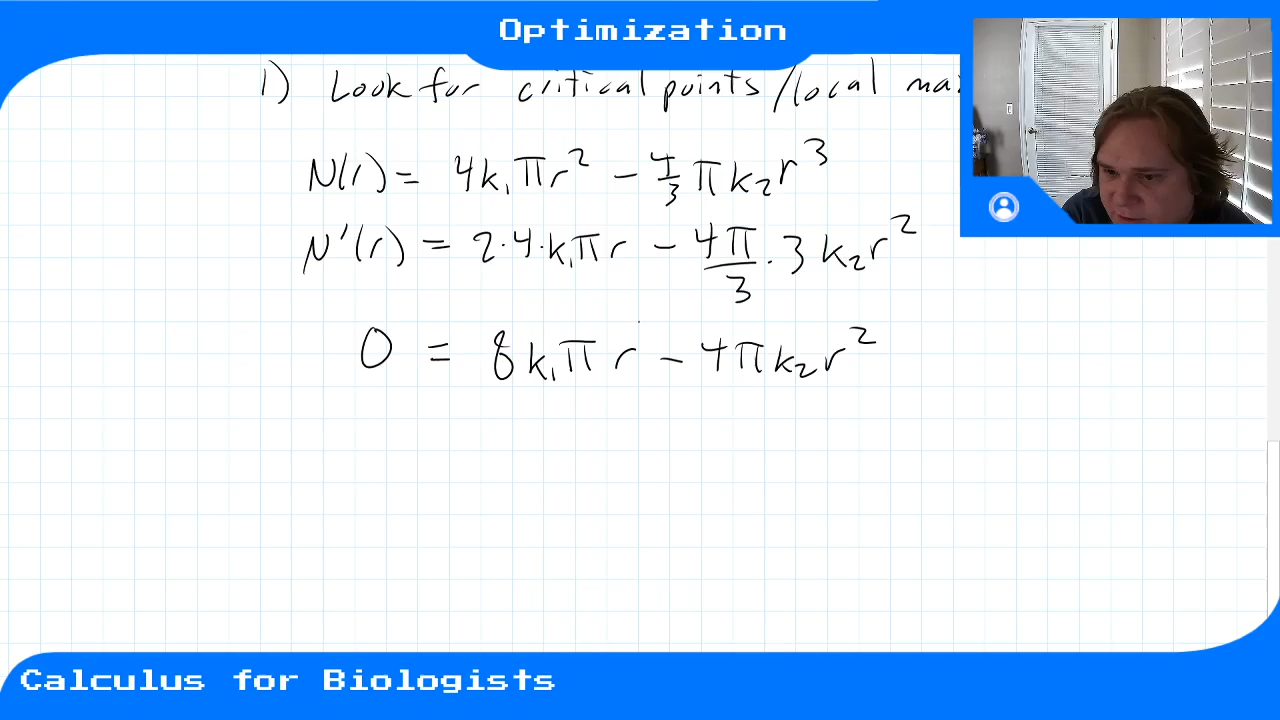 Optimization
1) Look for critical points/local max
N(r) = 4k₁πr² - 4/3 πk₂r³
N'(r) = 2·4·k₁πr - 4π/3 · 3k₂r²
0 = 8k₁πr - 4πk₂r²
Calculus for Biologists